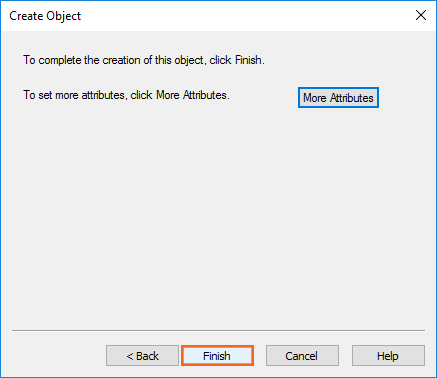 Create Object
To complete the creation of this object, click Finish.
To set more attributes, click More Attributes.
More Attributes
< Back
Finish
Cancel
Help